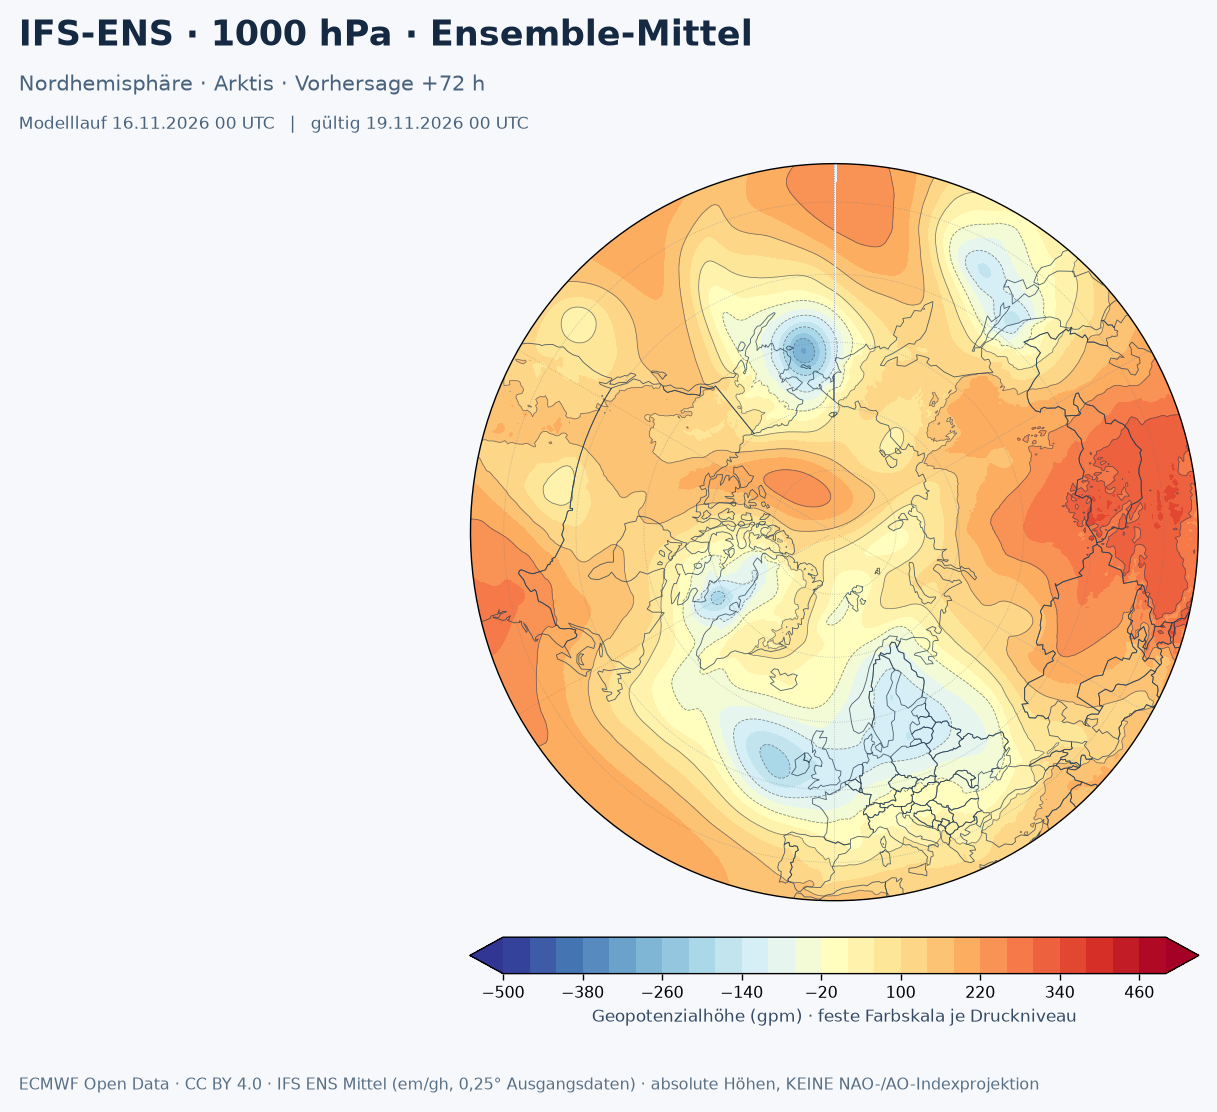 IFS-ENS · 1000 hPa · Ensemble-Mittel
Nordhemisphäre · Arktis · Vorhersage +72 h
Modelllauf 16.11.2026 00 UTC | gültig 19.11.2026 00 UTC
−500 −380 −260 −140 −20 100 220 340 460
Geopotenzialhöhe (gpm) · feste Farbskala je Druckniveau
ECMWF Open Data · CC BY 4.0 · IFS ENS Mittel (em/gh, 0,25° Ausgangsdaten) · absolute Höhen, KEINE NAO-/AO-Indexprojektion